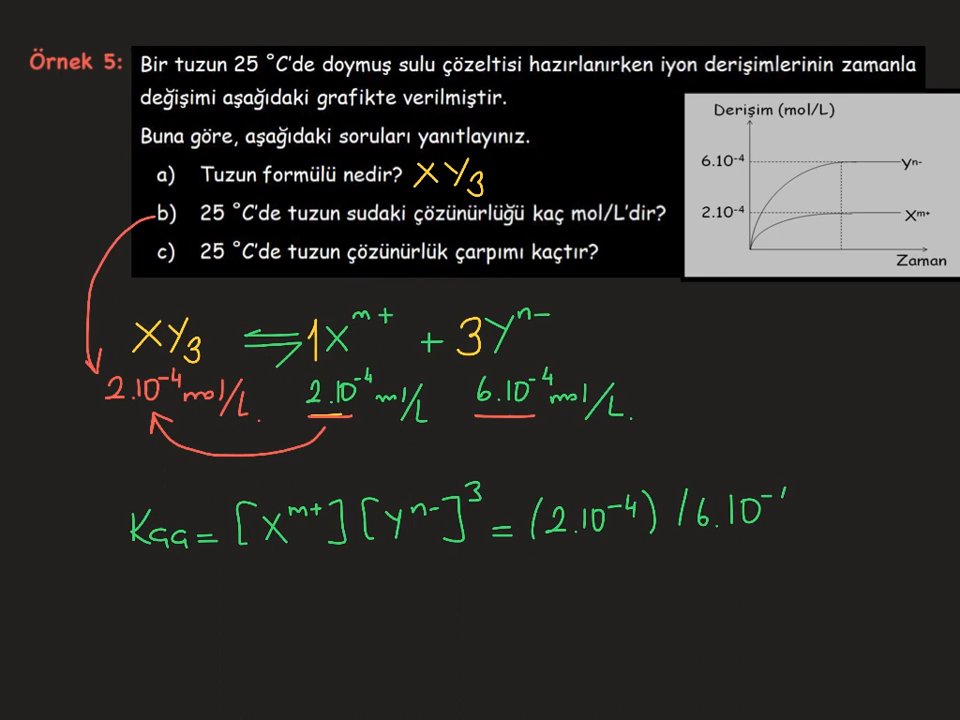 Örnek 5:
Bir tuzun 25 ˚C'de doymuş sulu çözeltisi hazırlanırken iyon derişimlerinin zamanla
değişimi aşağıdaki grafikte verilmiştir.
Buna göre, aşağıdaki soruları yanıtlayınız.
a) Tuzun formülü nedir? XY₃
b) 25 ˚C'de tuzun sudaki çözünürlüğü kaç mol/L'dir?
c) 25 ˚C'de tuzun çözünürlük çarpımı kaçtır?
Derişim (mol/L)
6.10⁻⁴
Yⁿ⁻
2.10⁻⁴
Xᵐ⁺
Zaman
XY₃ ⇌ 1Xᵐ⁺ + 3Yⁿ⁻
2.10⁻⁴ mol/L. 2.10⁻⁴ ml/L 6.10⁻⁴ mol/L.
KGG = [Xᵐ⁺][Yⁿ⁻]³ = (2.10⁻⁴) (6.10⁻